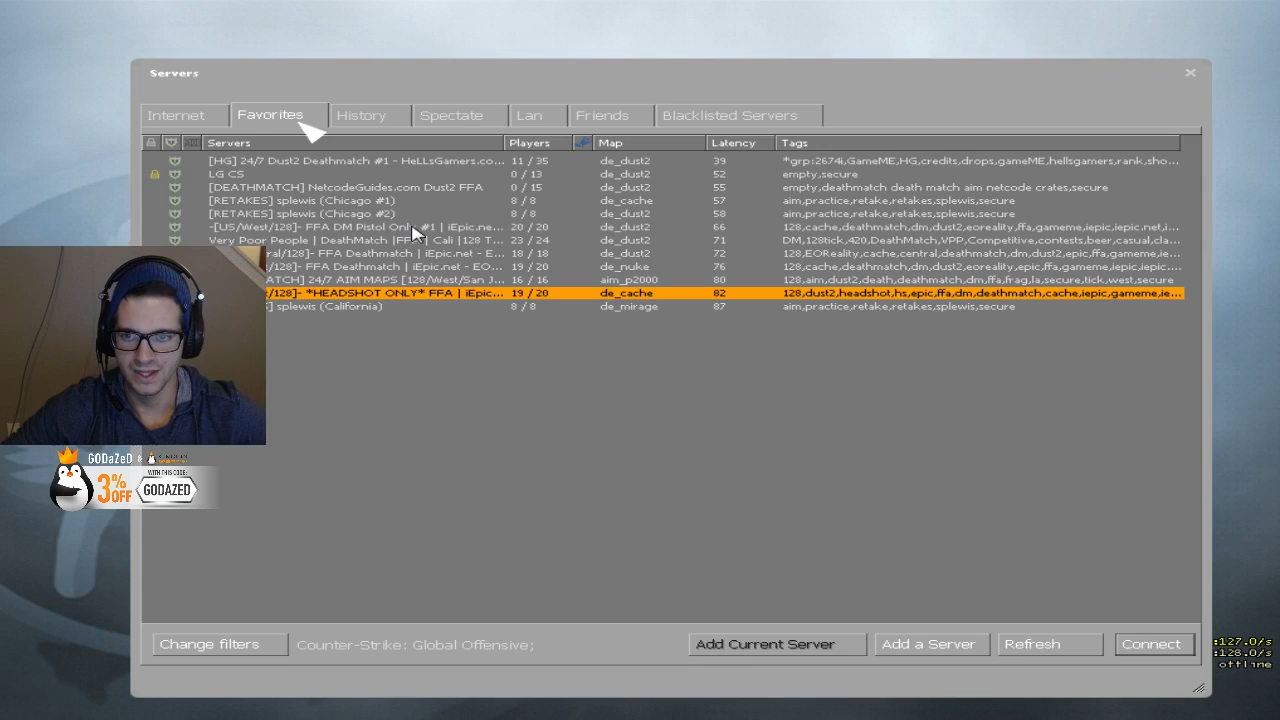 Servers
Internet Favorites History Spectate Lan Friends Blacklisted Servers
Servers Players Map Latency Tags
[HG] 24/7 Dust2 Deathmatch #1 - HeLLsGamers.co... 11 / 35 de_dust2 39 *grp:2674i,GameME,HG,credits,drops,gameME,hellsgamers,rank,sho...
LG CS 0 / 13 de_dust2 52 empty,secure
[DEATHMATCH] NetcodeGuides.com Dust2 FFA 0 / 15 de_dust2 55 empty,deathmatch death match aim netcode crates,secure
[RETAKES] splewis (Chicago #1) 8 / 8 de_cache 57 aim,practice,retake,retakes,splewis,secure
[RETAKES] splewis (Chicago #2) 8 / 8 de_dust2 58 aim,practice,retake,retakes,splewis,secure
-[US/West/128]- FFA DM Pistol Only #1 | iEpic.ne... 20 / 20 de_dust2 66 128,cache,deathmatch,dm,dust2,eoreality,ffa,gameme,iepic,iepic.net,i...
Very Poor People | DeathMatch |FFA| Cali |128 T... 23 / 24 de_dust2 71 DM,128tick,420,DeathMatch,VPP,Competitive,contests,beer,casual,cla...
ral/128]- FFA DM | iEpic.net - EO... 18 / 18 de_dust2 72 128,EOReality,cache,central,deathmatch,dm,dust2,epic,ffa,gameme,ie...
/128]- FFA Deathmatch | iEpic.net - EO... 19 / 20 de_nuke 76 128,cache,deathmatch,dm,dust2,eoreality,epic,ffa,gameme,iepic,iepic...
ATCH] 24/7 AIM MAPS [128/West/San J... 16 / 16 aim_p2000 80 128,aim,dust2,death,deathmatch,dm,ffa,frag,la,secure,tick,west,secure
/128]- *HEADSHOT ONLY* FFA | iEpic... 19 / 20 de_cache 82 128,dust2,headshot,hs,epic,ffa,dm,deathmatch,cache,iepic,gameme,ie...
] splewis (California) 8 / 8 de_mirage 87 aim,practice,retake,retakes,splewis,secure
GODaZeD &
3% OFF
WITH THIS CODE:
GODAZED
Change filters Counter-Strike: Global Offensive; Add Current Server Add a Server Refresh Connect
:127.0/s
:128.0/s
offline